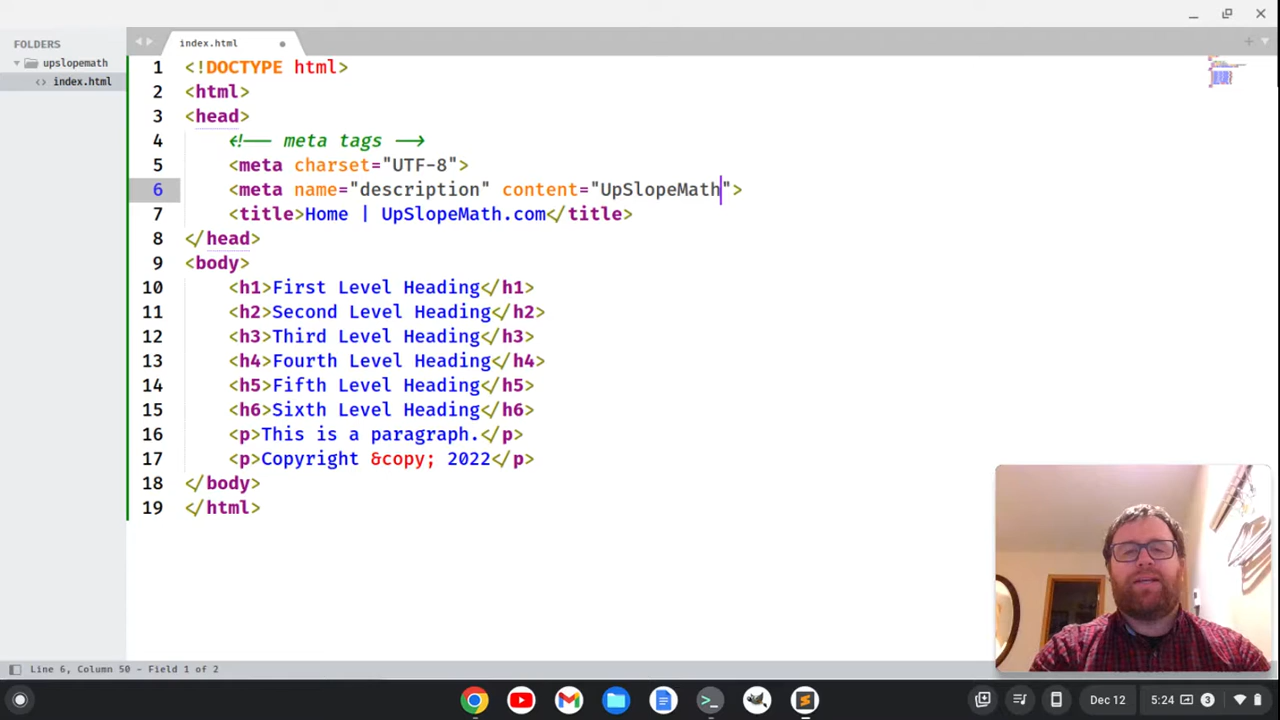 FOLDERS
upslopemath
<> index.html
index.html
1 <!DOCTYPE html>
2 <html>
3 <head>
4 <!-- meta tags -->
5 <meta charset="UTF-8">
6 <meta name="description" content="UpSlopeMath">
7 <title>Home | UpSlopeMath.com</title>
8 </head>
9 <body>
10 <h1>First Level Heading</h1>
11 <h2>Second Level Heading</h2>
12 <h3>Third Level Heading</h3>
13 <h4>Fourth Level Heading</h4>
14 <h5>Fifth Level Heading</h5>
15 <h6>Sixth Level Heading</h6>
16 <p>This is a paragraph.</p>
17 <p>Copyright &copy; 2022</p>
18 </body>
19 </html>
Line 6, Column 50 - Field 1 of 2
Dec 12
5:24
3